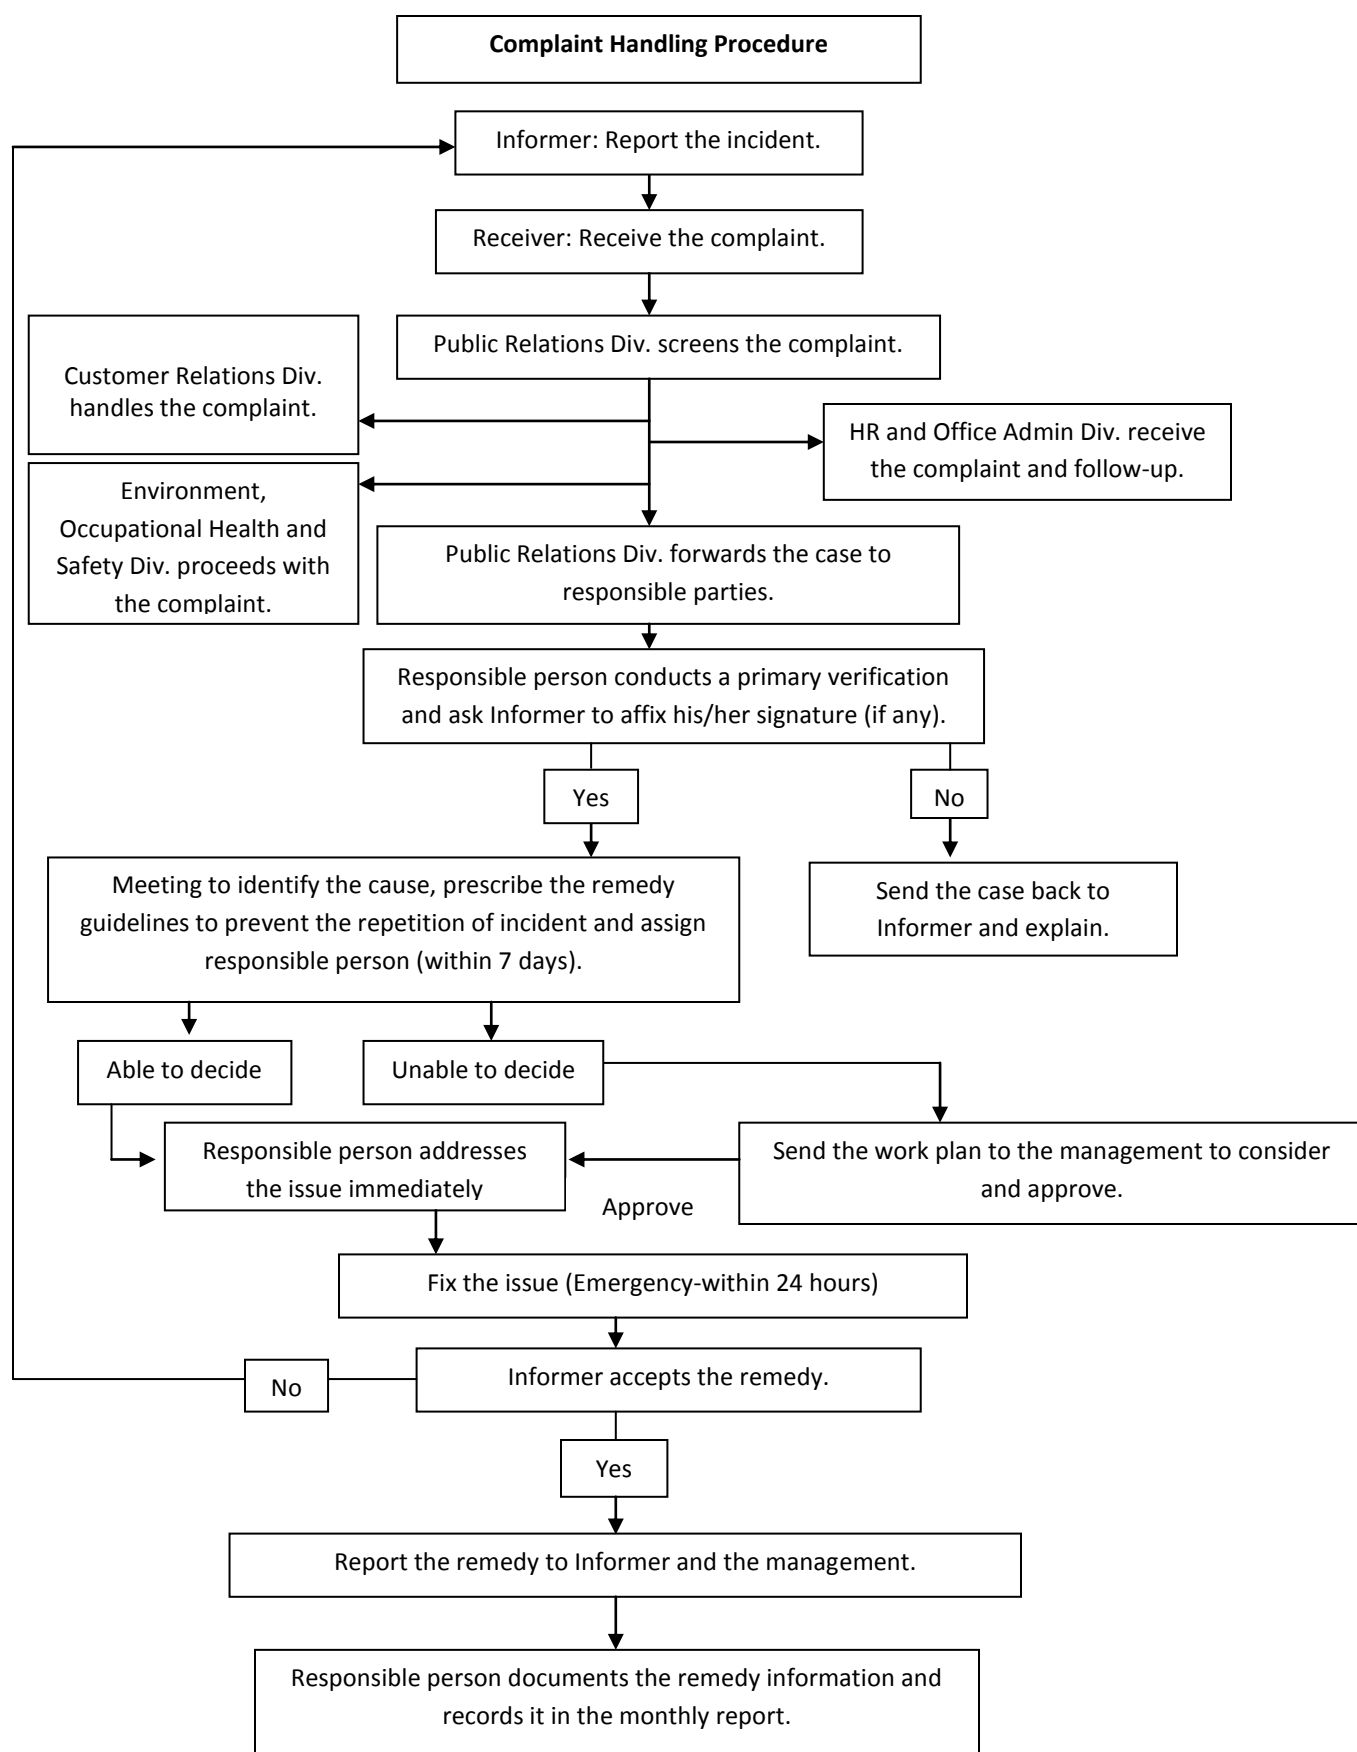 Complaint Handling Procedure
Informer: Report the incident.
Receiver: Receive the complaint.
Public Relations Div. screens the complaint.
Customer Relations Div.
handles the complaint.
HR and Office Admin Div. receive
the complaint and follow-up.
Environment,
Occupational Health and
Safety Div. proceeds with
the complaint.
Public Relations Div. forwards the case to
responsible parties.
Responsible person conducts a primary verification
and ask Informer to affix his/her signature (if any).
Yes
No
Meeting to identify the cause, prescribe the remedy
guidelines to prevent the repetition of incident and assign
responsible person (within 7 days).
Send the case back to
Informer and explain.
Able to decide
Unable to decide
Responsible person addresses
the issue immediately
Approve
Send the work plan to the management to consider
and approve.
Fix the issue (Emergency-within 24 hours)
Informer accepts the remedy.
No
Yes
Report the remedy to Informer and the management.
Responsible person documents the remedy information and
records it in the monthly report.